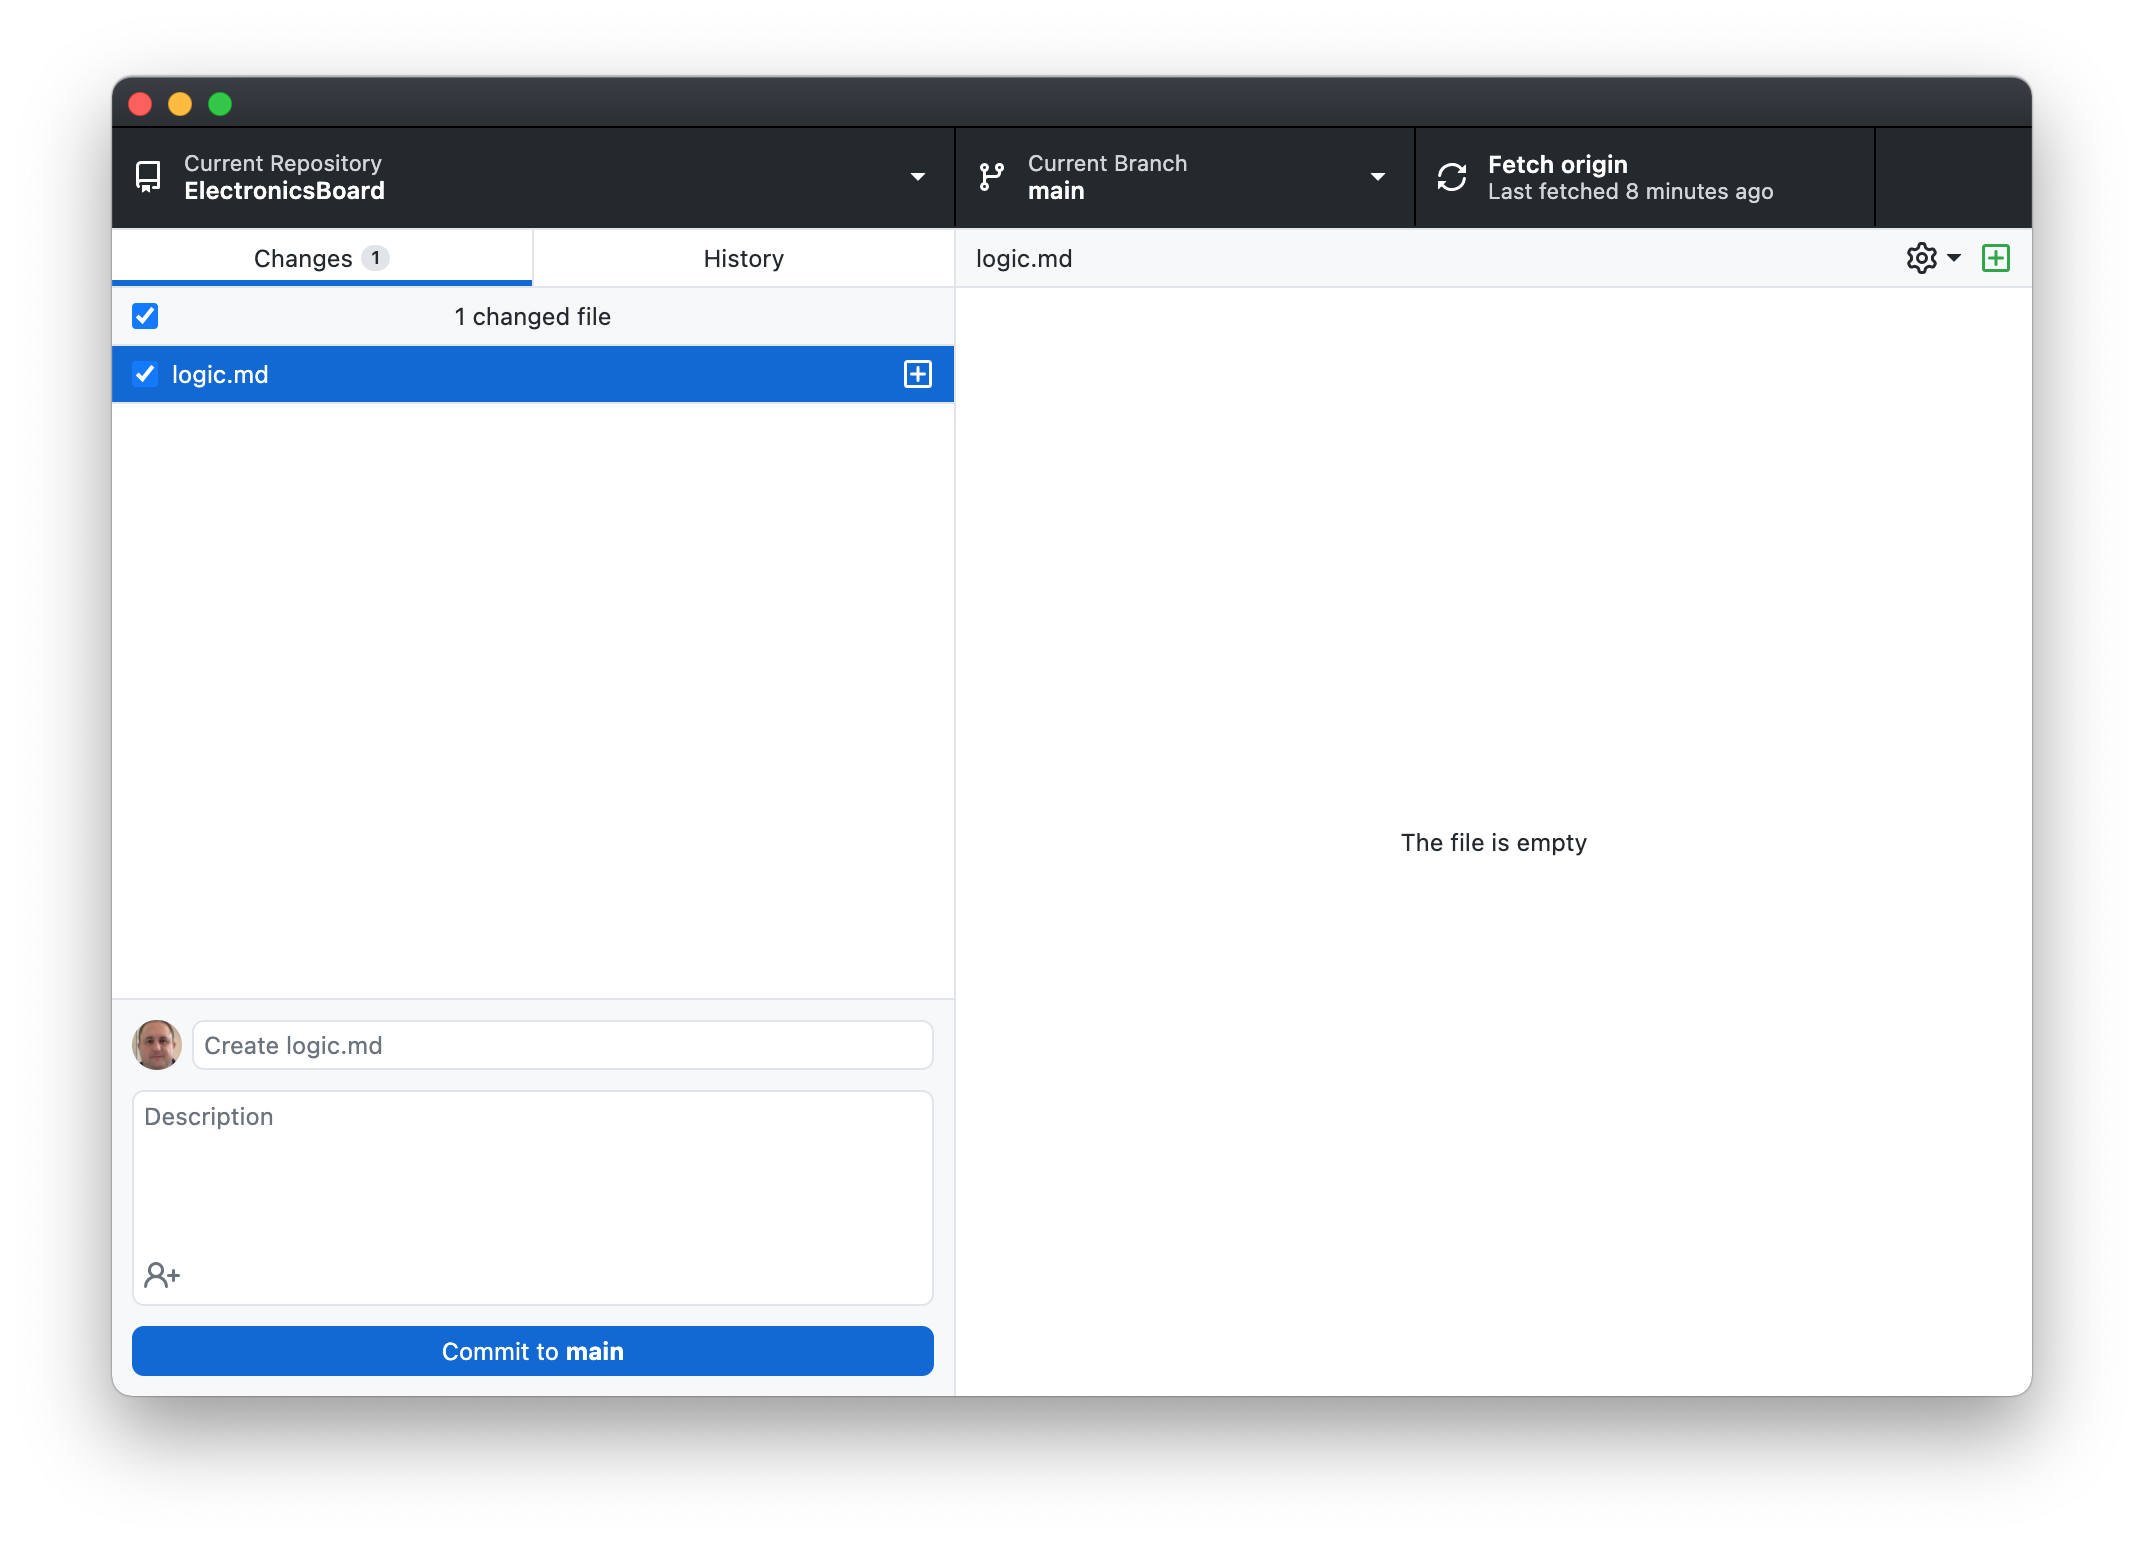 Current Repository
ElectronicsBoard
Current Branch
main
Fetch origin
Last fetched 8 minutes ago
Changes 1
History
logic.md
1 changed file
logic.md
The file is empty
Create logic.md
Description
Commit to main